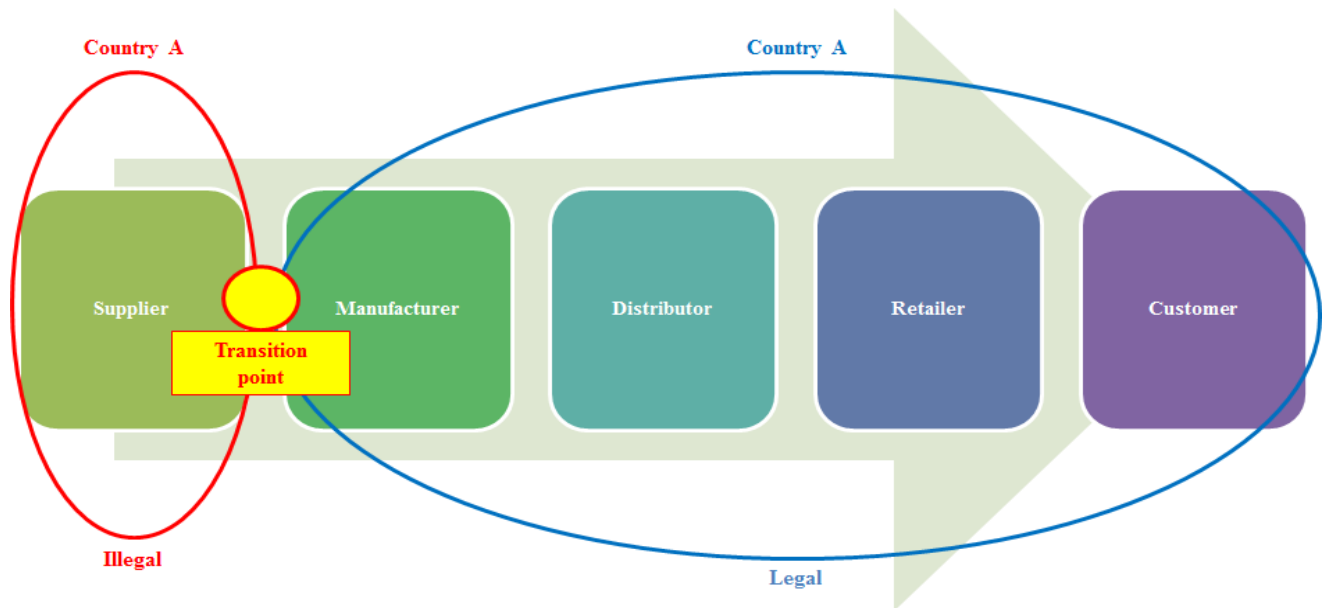 Country A
Country A
Supplier
Manufacturer
Distributor
Retailer
Customer
Transition
point
Illegal
Legal